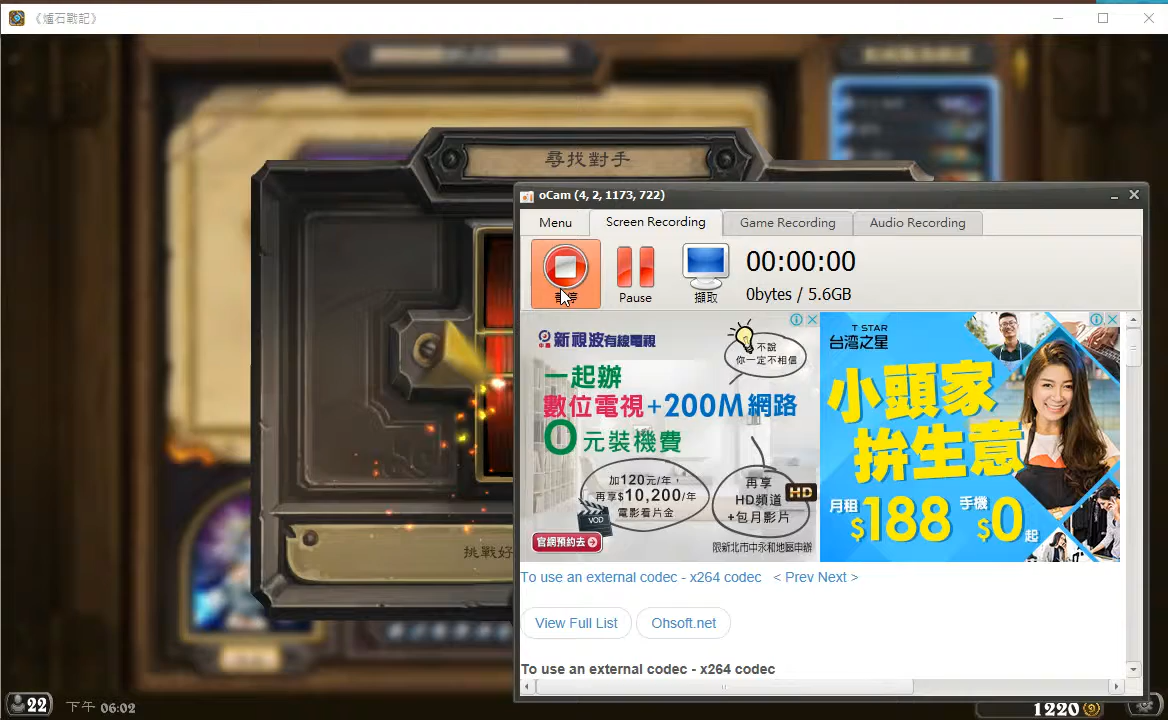 《爐石戰記》
尋找對手
oCam (4, 2, 1173, 722)
Menu
Screen Recording
Game Recording
Audio Recording
Pause
擷取
00:00:00
0bytes / 5.6GB
新視波有線電視
不說
你一定不相信
一起辦
數位電視+200M網路
0元裝機費
加120元/年，
再享$10,200/年
電影看片金
VOD
再享
HD頻道
+包月影片
HD
官網預約去
限新北市中永和地區申辦
T STAR
台湾之星
小頭家
拚生意
月租$188 手機$0起
To use an external codec - x264 codec < Prev Next >
View Full List
Ohsoft.net
To use an external codec - x264 codec
挑戰好
22
下午 06:02
1220